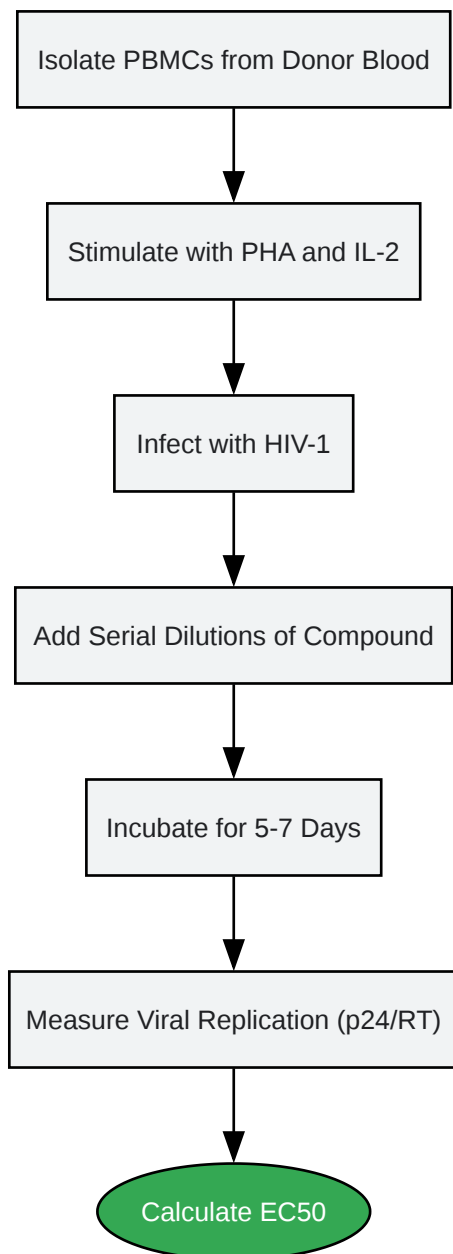 Isolate PBMCs from Donor Blood
Stimulate with PHA and IL-2
Infect with HIV-1
Add Serial Dilutions of Compound
Incubate for 5-7 Days
Measure Viral Replication (p24/RT)
Calculate EC50